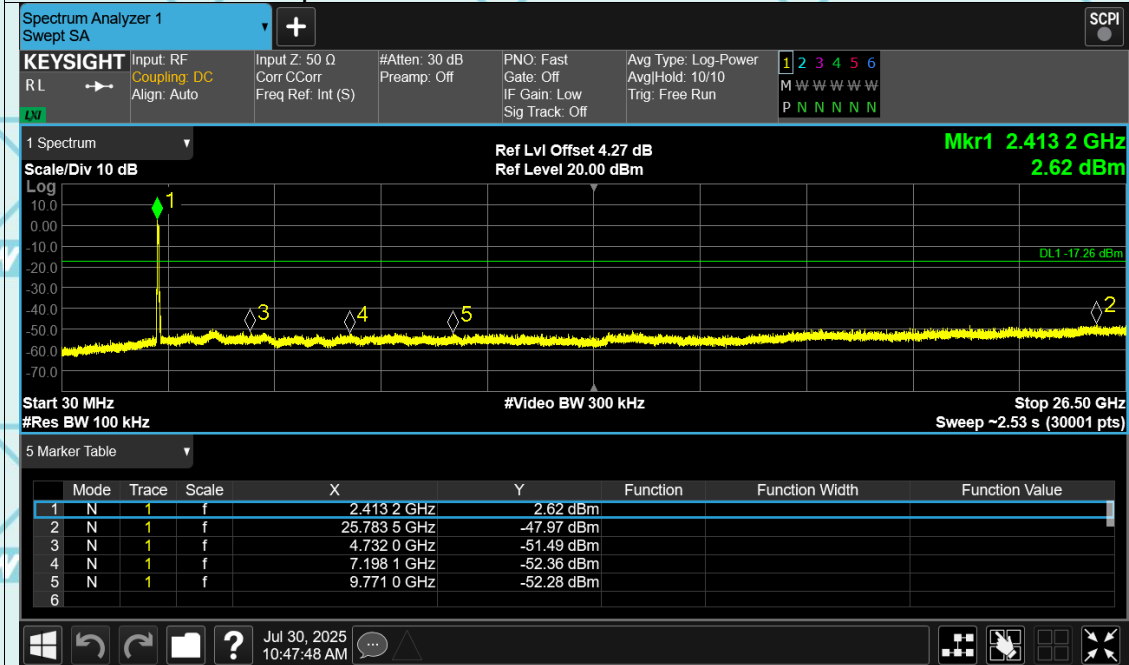 Spectrum Analyzer 1
Swept SA
+
SCPI
KEYSIGHT Input: RF Input Z: 50 Ω #Atten: 30 dB PNO: Fast Avg Type: Log-Power 1 2 3 4 5 6
RL Coupling: DC Corr CCorr Preamp: Off Gate: Off Avg|Hold: 10/10 M W W W W W
Align: Auto Freq Ref: Int (S) IF Gain: Low Trig: Free Run
LXI Sig Track: Off P N N N N N
1 Spectrum Ref Lvl Offset 4.27 dB Mkr1 2.413 2 GHz
Scale/Div 10 dB Ref Level 20.00 dBm 2.62 dBm
Log
10.0 1
0.00
-10.0 DL1 -17.26 dBm
-20.0
-30.0
-40.0 3 4 5 2
-50.0
-60.0
-70.0
Start 30 MHz #Video BW 300 kHz Stop 26.50 GHz
#Res BW 100 kHz Sweep ~2.53 s (30001 pts)
5 Marker Table
Mode Trace Scale X Y Function Function Width Function Value
1 N 1 f 2.413 2 GHz 2.62 dBm
2 N 1 f 25.783 5 GHz -47.97 dBm
3 N 1 f 4.732 0 GHz -51.49 dBm
4 N 1 f 7.198 1 GHz -52.36 dBm
5 N 1 f 9.771 0 GHz -52.28 dBm
6
? Jul 30, 2025
10:47:48 AM